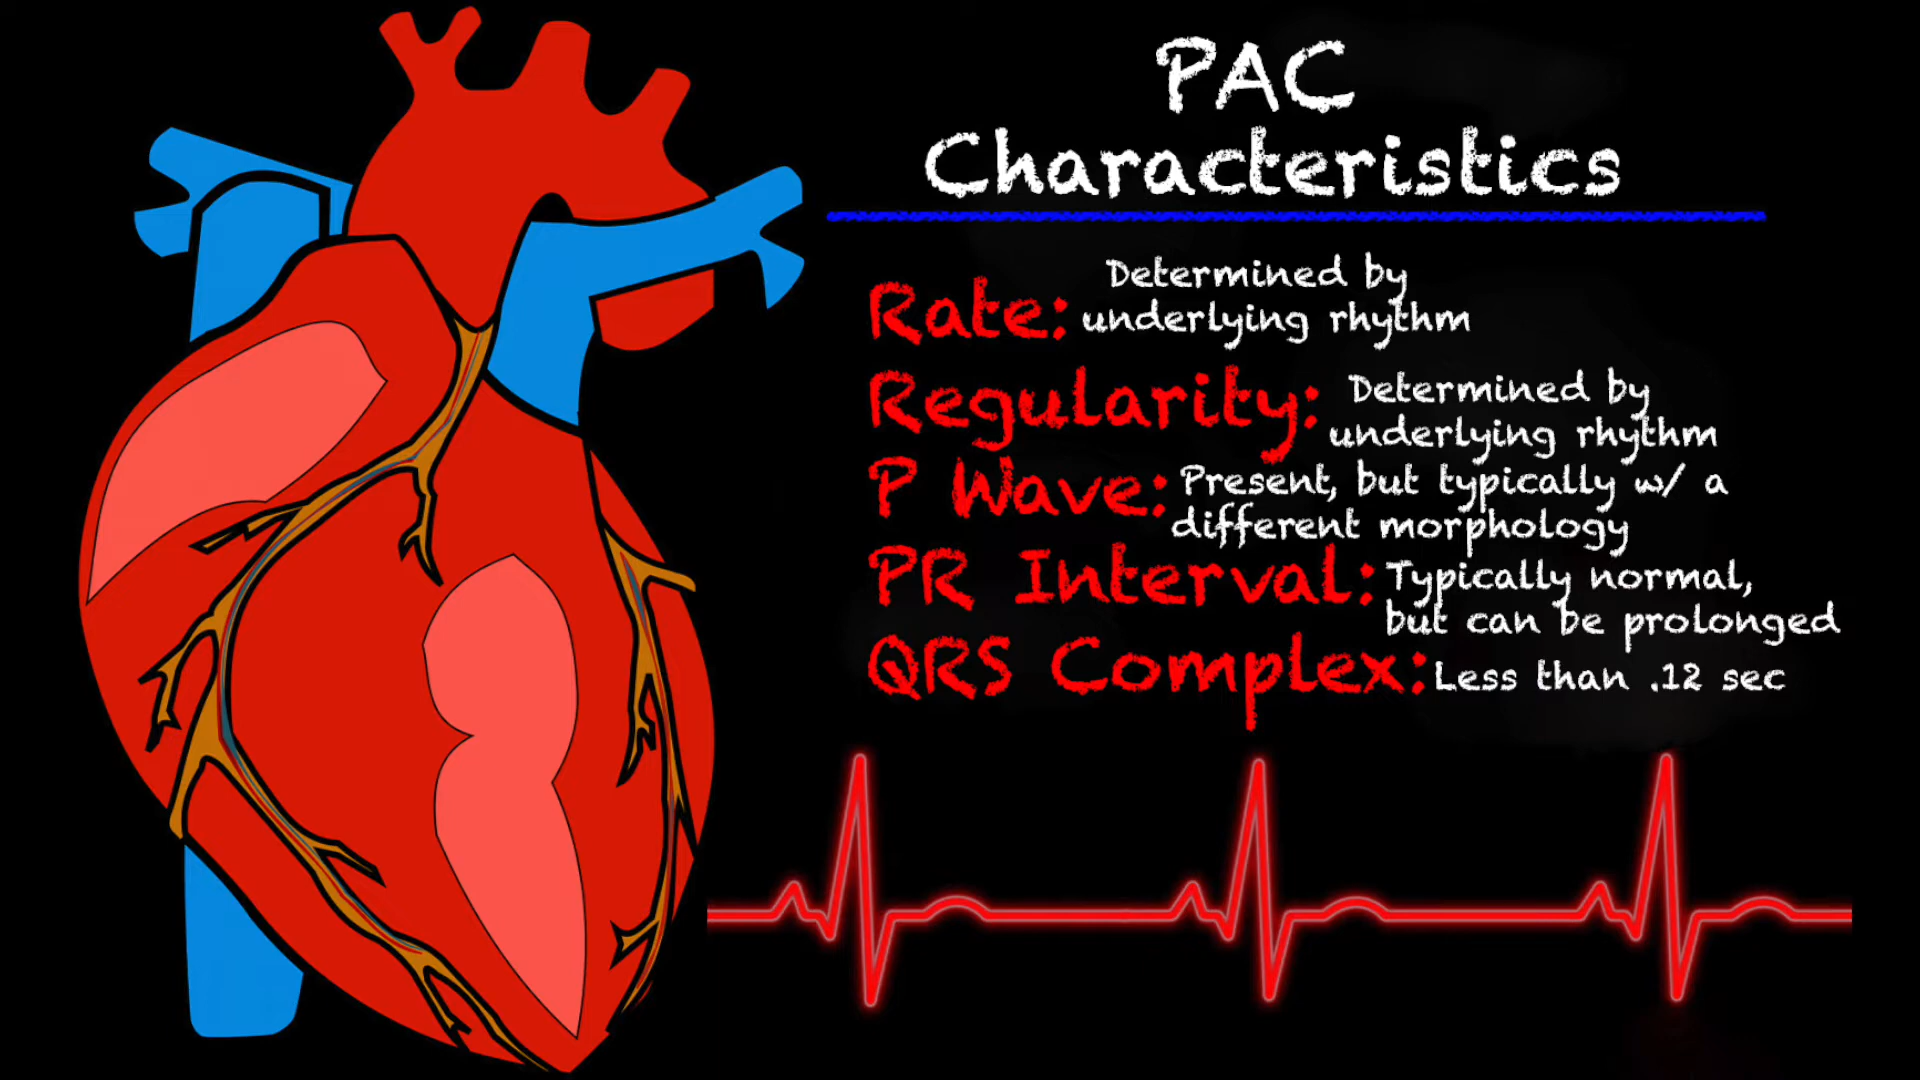 PAC
Characteristics
Rate: Determined by
underlying rhythm
Regularity: Determined by
underlying rhythm
P Wave: Present, but typically w/ a
different morphology
PR Interval: Typically normal,
but can be prolonged
QRS Complex: Less than .12 sec